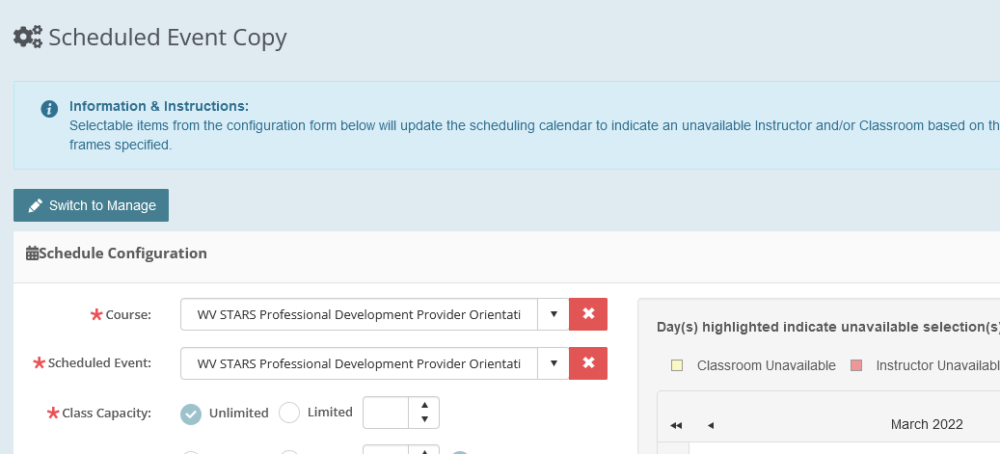 Scheduled Event Copy
Information & Instructions:
Selectable items from the configuration form below will update the scheduling calendar to indicate an unavailable Instructor and/or Classroom based on th
frames specified.
Switch to Manage
Schedule Configuration
Course:
WV STARS Professional Development Provider Orientati
Day(s) highlighted indicate unavailable selection(s)
Scheduled Event:
WV STARS Professional Development Provider Orientati
Classroom Unavailable
Instructor Unavailabl
Class Capacity:
Unlimited
Limited
March 2022